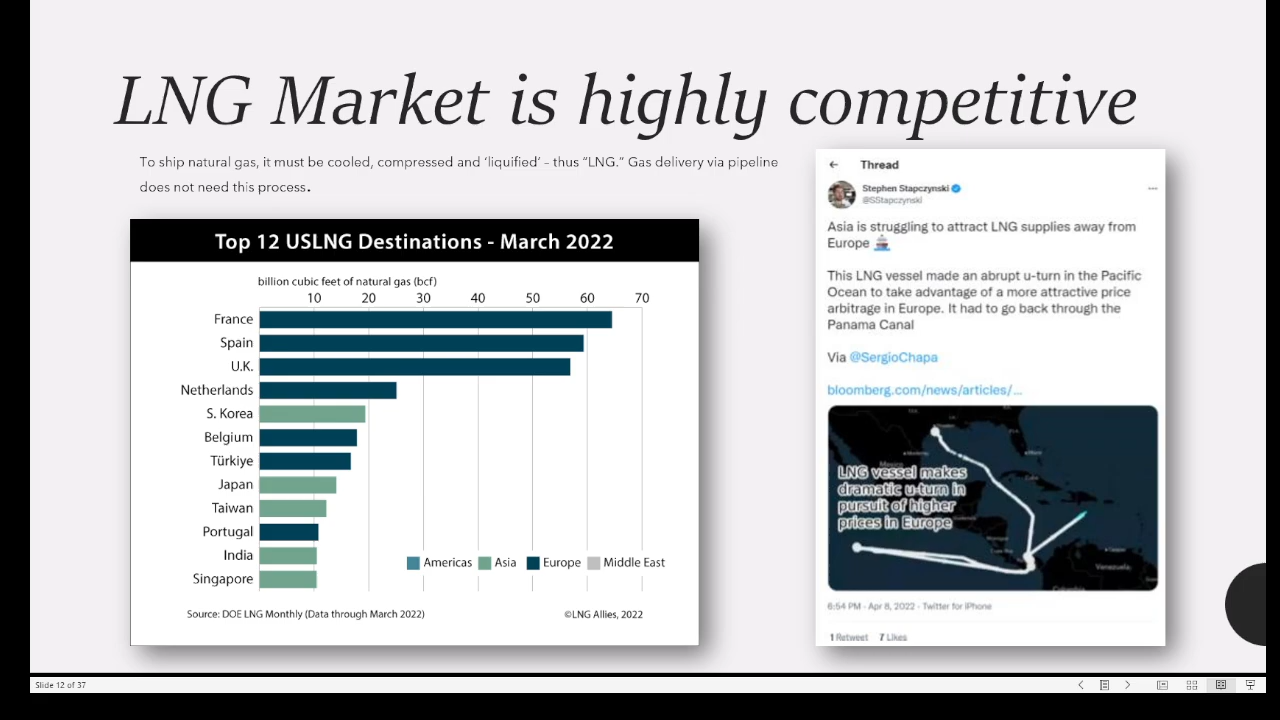 LNG Market is highly competitive
To ship natural gas, it must be cooled, compressed and ‘liquified’ – thus “LNG.” Gas delivery via pipeline
does not need this process.
Top 12 USLNG Destinations - March 2022
billion cubic feet of natural gas (bcf)
10 20 30 40 50 60 70
France
Spain
U.K.
Netherlands
S. Korea
Belgium
Türkiye
Japan
Taiwan
Portugal
India
Singapore
Americas Asia Europe Middle East
Source: DOE LNG Monthly (Data through March 2022) ©LNG Allies, 2022
Thread
Stephen Stapczynski
@SStapczynski
Asia is struggling to attract LNG supplies away from
Europe 🚢
This LNG vessel made an abrupt u-turn in the Pacific
Ocean to take advantage of a more attractive price
arbitrage in Europe. It had to go back through the
Panama Canal
Via @SergioChapa
bloomberg.com/news/articles/...
Mexico
Cuba
Venezuela
LNG vessel makes
dramatic u-turn in
pursuit of higher
prices in Europe
6:54 PM · Apr 8, 2022 · Twitter for iPhone
1 Retweet 7 Likes
Slide 12 of 37